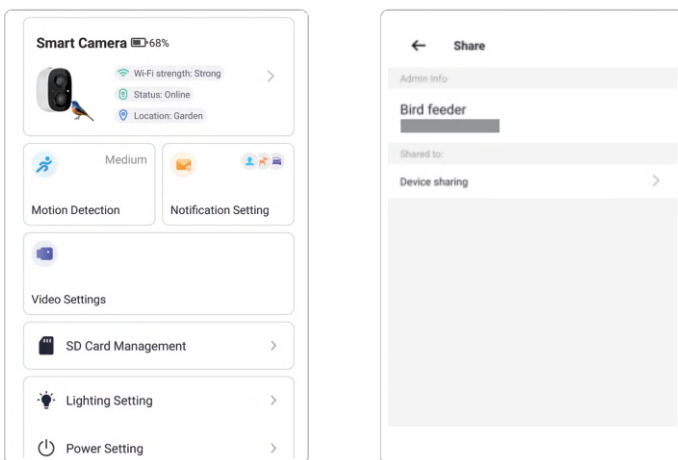 Smart Camera 68%
Wi-Fi strength: Strong
Status: Online
Location: Garden
Medium
Motion Detection
Notification Setting
Video Settings
SD Card Management
Lighting Setting
Power Setting
Share
Admin Info
Bird feeder
Shared to:
Device sharing